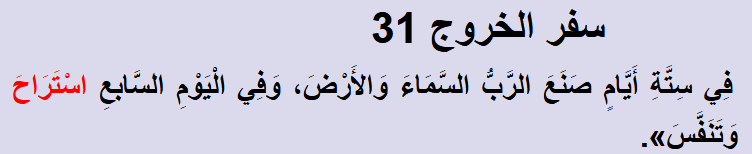 سفر الخروج 31
فِي سِتَّةِ أَيَّامٍ صَنَعَ الرَّبُّ السَّمَاءَ وَالأَرْضَ، وَفِي الْيَوْمِ السَّابعِ اسْتَرَاحَ
وَتَنَفَّسَ».